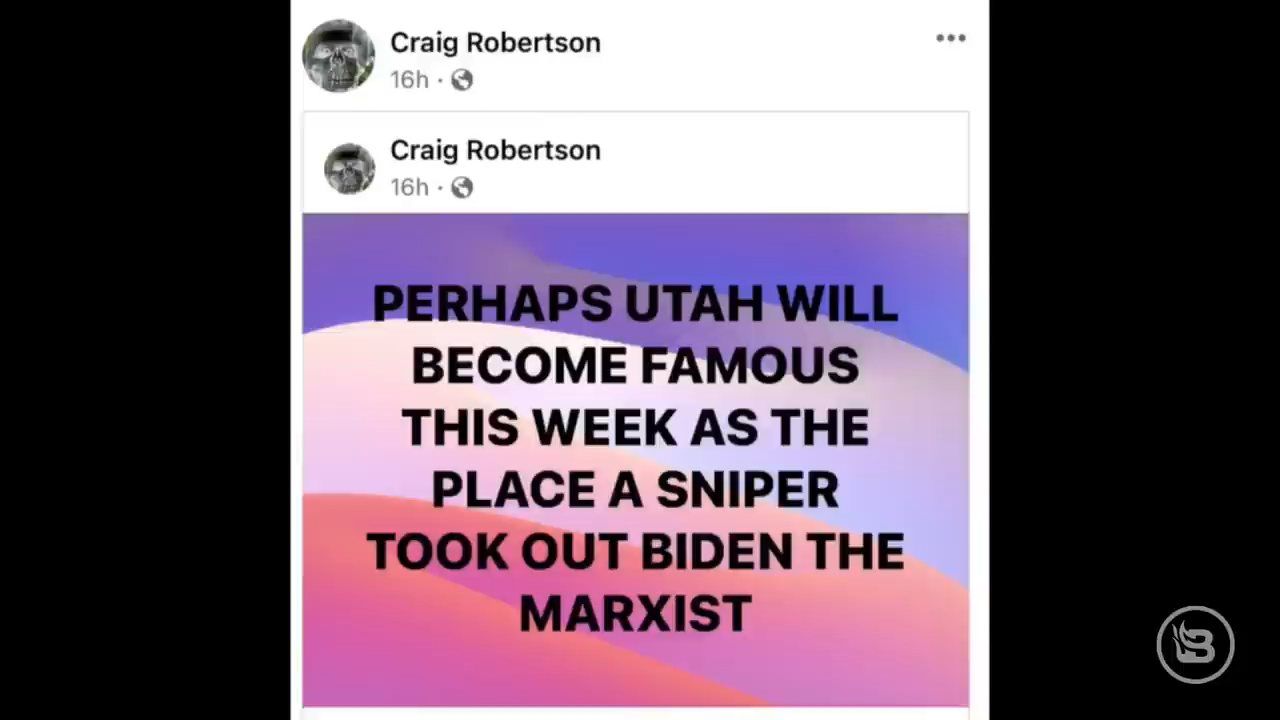 Craig Robertson
16h ·
Craig Robertson
16h ·
PERHAPS UTAH WILL
BECOME FAMOUS
THIS WEEK AS THE
PLACE A SNIPER
TOOK OUT BIDEN THE
MARXIST
B